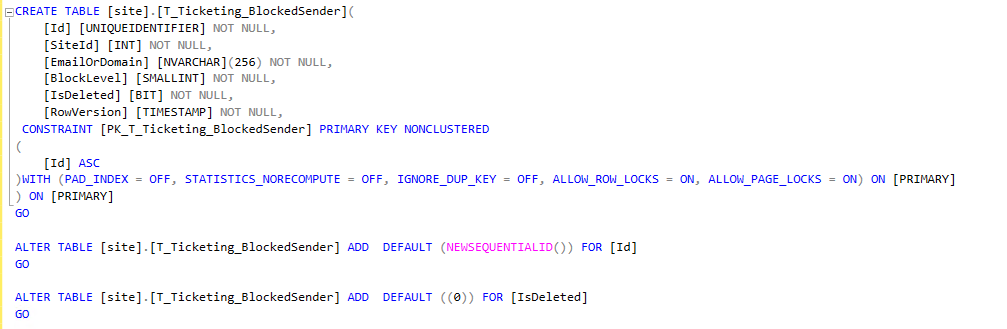 CREATE TABLE [site].[T_Ticketing_BlockedSender](
    [Id] [UNIQUEIDENTIFIER] NOT NULL,
    [SiteId] [INT] NOT NULL,
    [EmailOrDomain] [NVARCHAR](256) NOT NULL,
    [BlockLevel] [SMALLINT] NOT NULL,
    [IsDeleted] [BIT] NOT NULL,
    [RowVersion] [TIMESTAMP] NOT NULL,
 CONSTRAINT [PK_T_Ticketing_BlockedSender] PRIMARY KEY NONCLUSTERED
(
    [Id] ASC
)WITH (PAD_INDEX = OFF, STATISTICS_NORECOMPUTE = OFF, IGNORE_DUP_KEY = OFF, ALLOW_ROW_LOCKS = ON, ALLOW_PAGE_LOCKS = ON) ON [PRIMARY]
) ON [PRIMARY]
GO

ALTER TABLE [site].[T_Ticketing_BlockedSender] ADD  DEFAULT (NEWSEQUENTIALID()) FOR [Id]
GO

ALTER TABLE [site].[T_Ticketing_BlockedSender] ADD  DEFAULT ((0)) FOR [IsDeleted]
GO